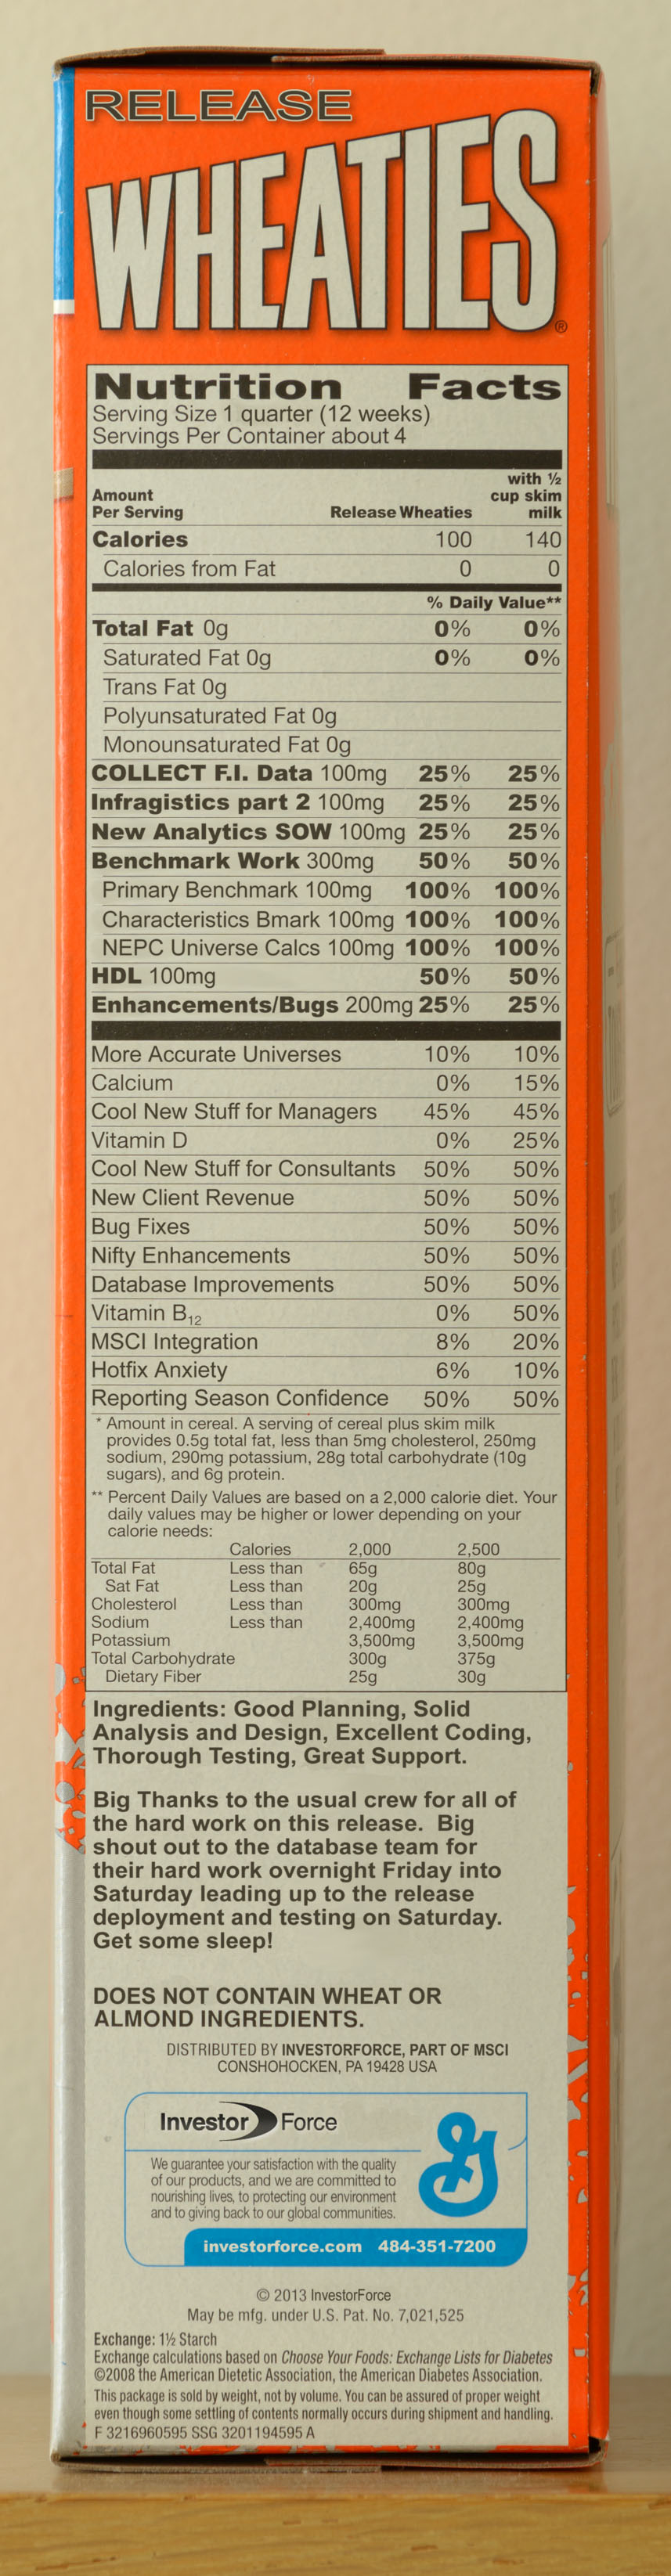 RELEASE
WHEATIES®
Nutrition Facts
Serving Size 1 quarter (12 weeks)
Servings Per Container about 4
Amount Per Serving Release Wheaties with ½ cup skim milk
Calories 100 140
Calories from Fat 0 0
% Daily Value**
Total Fat 0g 0% 0%
Saturated Fat 0g 0% 0%
Trans Fat 0g
Polyunsaturated Fat 0g
Monounsaturated Fat 0g
COLLECT F.I. Data 100mg 25% 25%
Infragistics part 2 100mg 25% 25%
New Analytics SOW 100mg 25% 25%
Benchmark Work 300mg 50% 50%
Primary Benchmark 100mg 100% 100%
Characteristics Bmark 100mg 100% 100%
NEPC Universe Calcs 100mg 100% 100%
HDL 100mg 50% 50%
Enhancements/Bugs 200mg 25% 25%
More Accurate Universes 10% 10%
Calcium 0% 15%
Cool New Stuff for Managers 45% 45%
Vitamin D 0% 25%
Cool New Stuff for Consultants 50% 50%
New Client Revenue 50% 50%
Bug Fixes 50% 50%
Nifty Enhancements 50% 50%
Database Improvements 50% 50%
Vitamin B12 0% 50%
MSCI Integration 8% 20%
Hotfix Anxiety 6% 10%
Reporting Season Confidence 50% 50%
* Amount in cereal. A serving of cereal plus skim milk
provides 0.5g total fat, less than 5mg cholesterol, 250mg
sodium, 290mg potassium, 28g total carbohydrate (10g
sugars), and 6g protein.
** Percent Daily Values are based on a 2,000 calorie diet. Your
daily values may be higher or lower depending on your
calorie needs:
Calories 2,000 2,500
Total Fat Less than 65g 80g
Sat Fat Less than 20g 25g
Cholesterol Less than 300mg 300mg
Sodium Less than 2,400mg 2,400mg
Potassium 3,500mg 3,500mg
Total Carbohydrate 300g 375g
Dietary Fiber 25g 30g
Ingredients: Good Planning, Solid
Analysis and Design, Excellent Coding,
Thorough Testing, Great Support.
Big Thanks to the usual crew for all of
the hard work on this release. Big
shout out to the database team for
their hard work overnight Friday into
Saturday leading up to the release
deployment and testing on Saturday.
Get some sleep!
DOES NOT CONTAIN WHEAT OR
ALMOND INGREDIENTS.
DISTRIBUTED BY INVESTORFORCE, PART OF MSCI
CONSHOHOCKEN, PA 19428 USA
Investor Force
G
We guarantee your satisfaction with the quality
of our products, and we are committed to
nourishing lives, to protecting our environment
and to giving back to our global communities.
investorforce.com 484-351-7200
© 2013 InvestorForce
May be mfg. under U.S. Pat. No. 7,021,525
Exchange: 1½ Starch
Exchange calculations based on Choose Your Foods: Exchange Lists for Diabetes
©2008 the American Dietetic Association, the American Diabetes Association.
This package is sold by weight, not by volume. You can be assured of proper weight
even though some settling of contents normally occurs during shipment and handling.
F 3216960595 SSG 3201194595 A